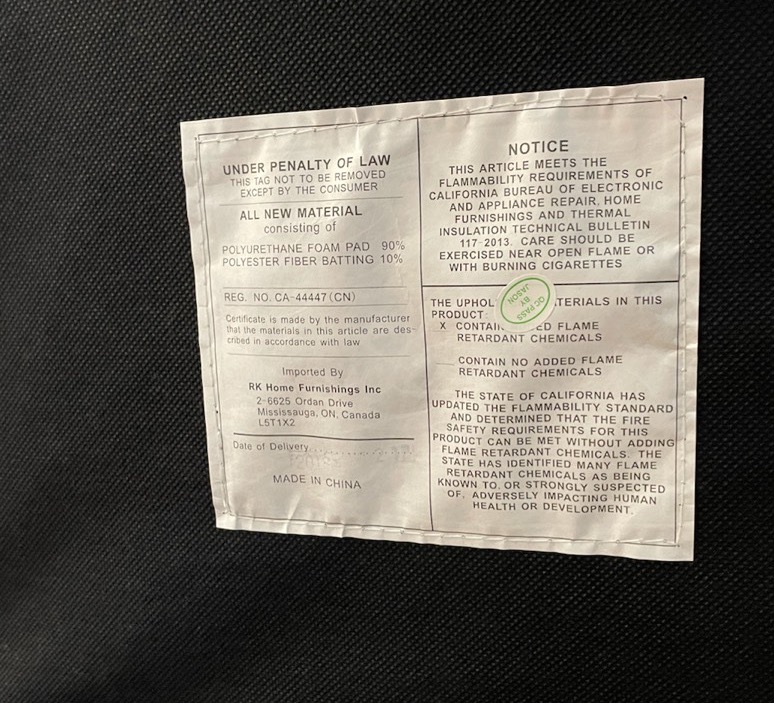 UNDER PENALTY OF LAW
THIS TAG NOT TO BE REMOVED
EXCEPT BY THE CONSUMER
ALL NEW MATERIAL
consisting of
POLYURETHANE FOAM PAD 90%
POLYESTER FIBER BATTING 10%
REG. NO. CA-44447 (CN)
Certificate is made by the manufacturer
that the materials in this article are des-
cribed in accordance with law
Imported By
RK Home Furnishings Inc
2-6625 Ordan Drive
Mississauga, ON, Canada
L5T1X2
Date of Delivery
MADE IN CHINA
NOTICE
THIS ARTICLE MEETS THE
FLAMMABILITY REQUIREMENTS OF
CALIFORNIA BUREAU OF ELECTRONIC
AND APPLIANCE REPAIR, HOME
FURNISHINGS AND THERMAL
INSULATION TECHNICAL BULLETIN
117-2013. CARE SHOULD BE
EXERCISED NEAR OPEN FLAME OR
WITH BURNING CIGARETTES
QC PASS
BY
JASON
THE UPHOL TERIALS IN THIS
PRODUCT:
X CONTAIN ED FLAME
RETARDANT CHEMICALS
CONTAIN NO ADDED FLAME
RETARDANT CHEMICALS
THE STATE OF CALIFORNIA HAS
UPDATED THE FLAMMABILITY STANDARD
AND DETERMINED THAT THE FIRE
SAFETY REQUIREMENTS FOR THIS
PRODUCT CAN BE MET WITHOUT ADDING
FLAME RETARDANT CHEMICALS. THE
STATE HAS IDENTIFIED MANY FLAME
RETARDANT CHEMICALS AS BEING
KNOWN TO, OR STRONGLY SUSPECTED
OF, ADVERSELY IMPACTING HUMAN
HEALTH OR DEVELOPMENT.